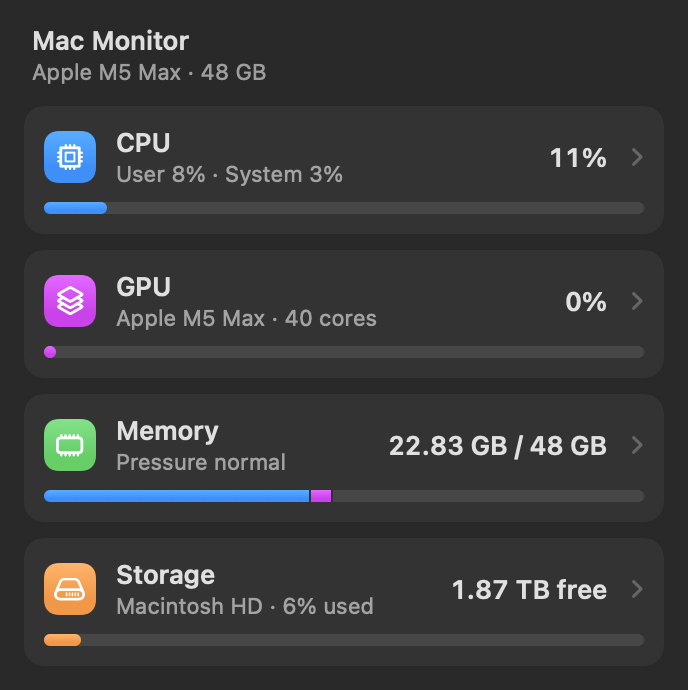 Mac Monitor
Apple M5 Max · 48 GB
CPU
User 8% · System 3%
11%
GPU
Apple M5 Max · 40 cores
0%
Memory
Pressure normal
22.83 GB / 48 GB
Storage
Macintosh HD · 6% used
1.87 TB free